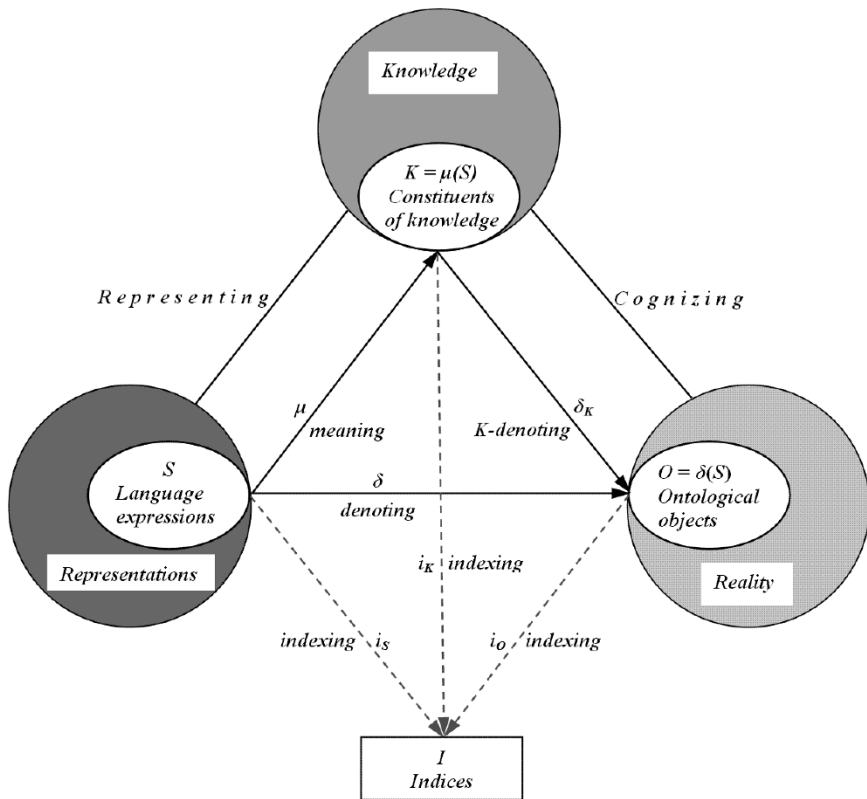 Knowledge
K = μ(S)
Constituents
of knowledge
Representing
Cognizing
μ
meaning
δK
K-denoting
S
Language
expressions
δ
denoting
O = δ(S)
Ontological
objects
Representations
Reality
iK indexing
indexing iS
iO indexing
I
Indices